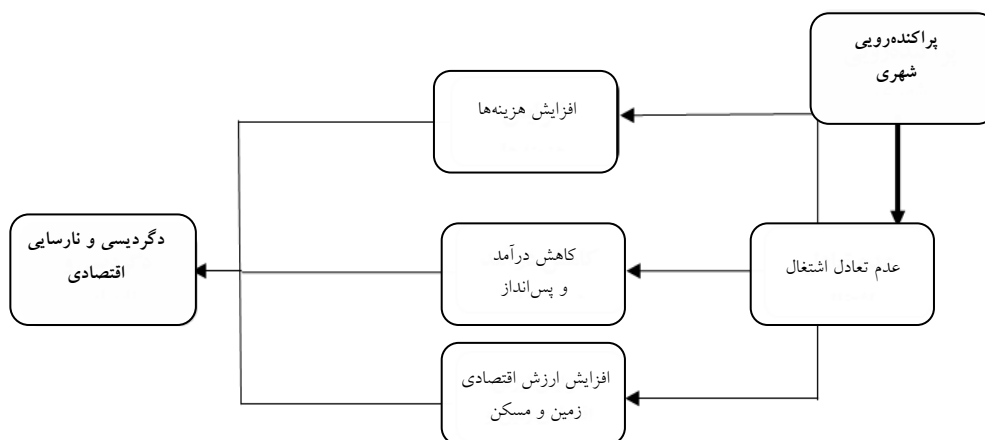 پراکنده‌رویی
شهری
افزایش هزینه‌ها
عدم تعادل اشتغال
کاهش درآمد
و پس‌انداز
دگردیسی و نارسایی
اقتصادی
افزایش ارزش اقتصادی
زمین و مسکن